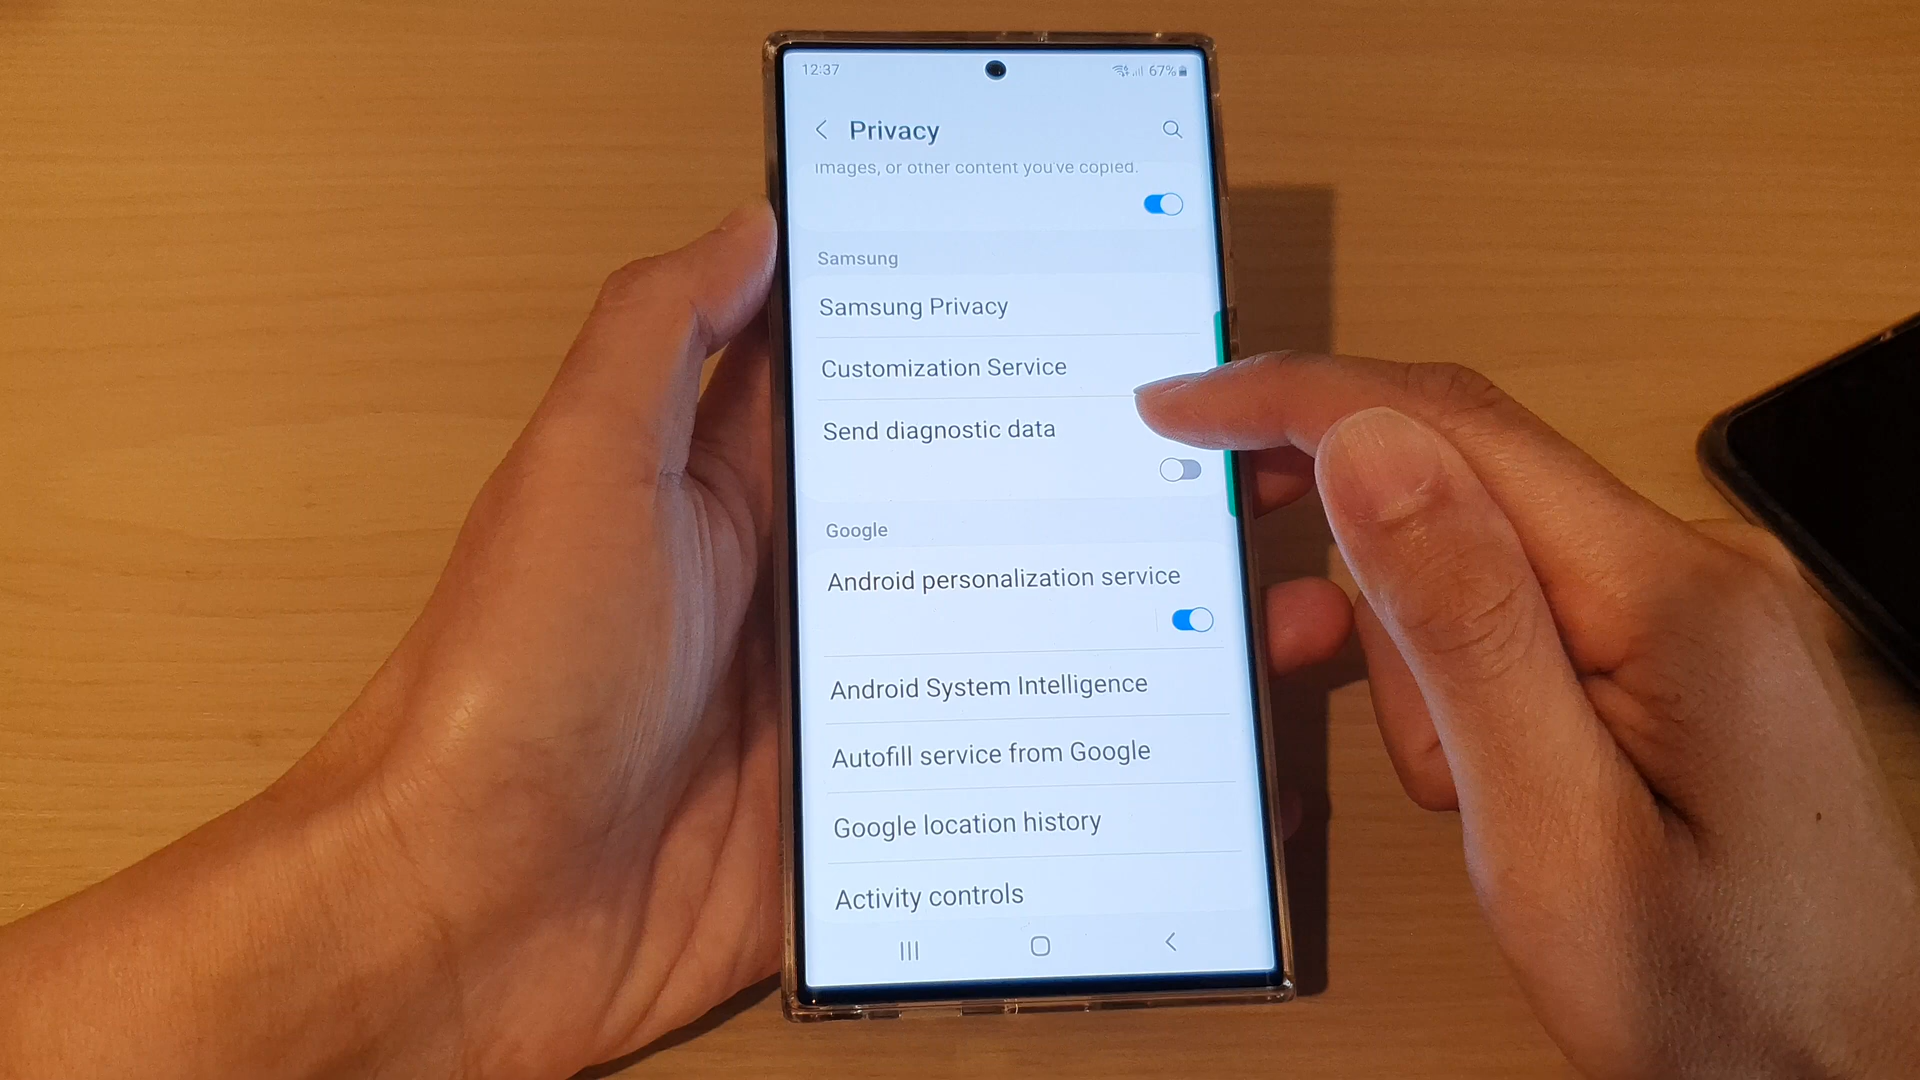 12:37 67%
Privacy
images, or other content you've copied.
Samsung
Samsung Privacy
Customization Service
Send diagnostic data
Google
Android personalization service
Android System Intelligence
Autofill service from Google
Google location history
Activity controls